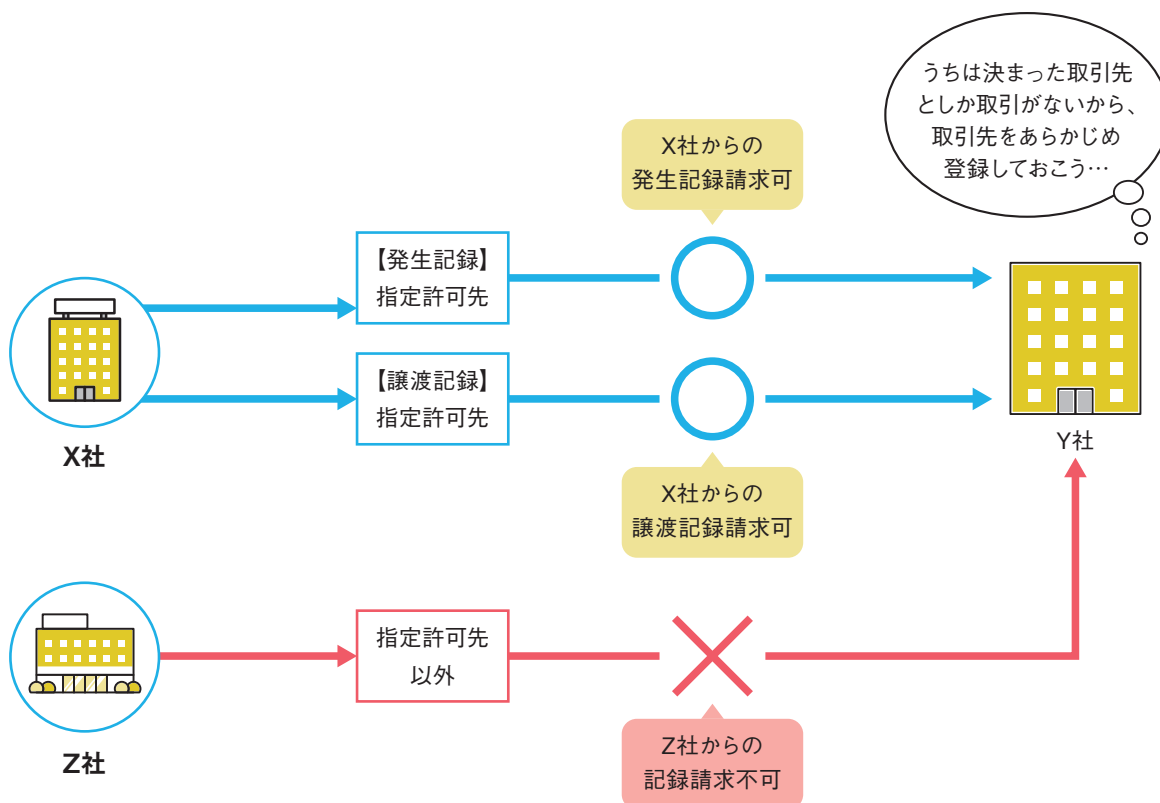 うちは決まった取引先
としか取引がないから、
取引先をあらかじめ
登録しておこう…
X社からの
発生記録請求可
【発生記録】
指定許可先
【譲渡記録】
指定許可先
X社
Y社
X社からの
譲渡記録請求可
指定許可先
以外
Z社
Z社からの
記録請求不可